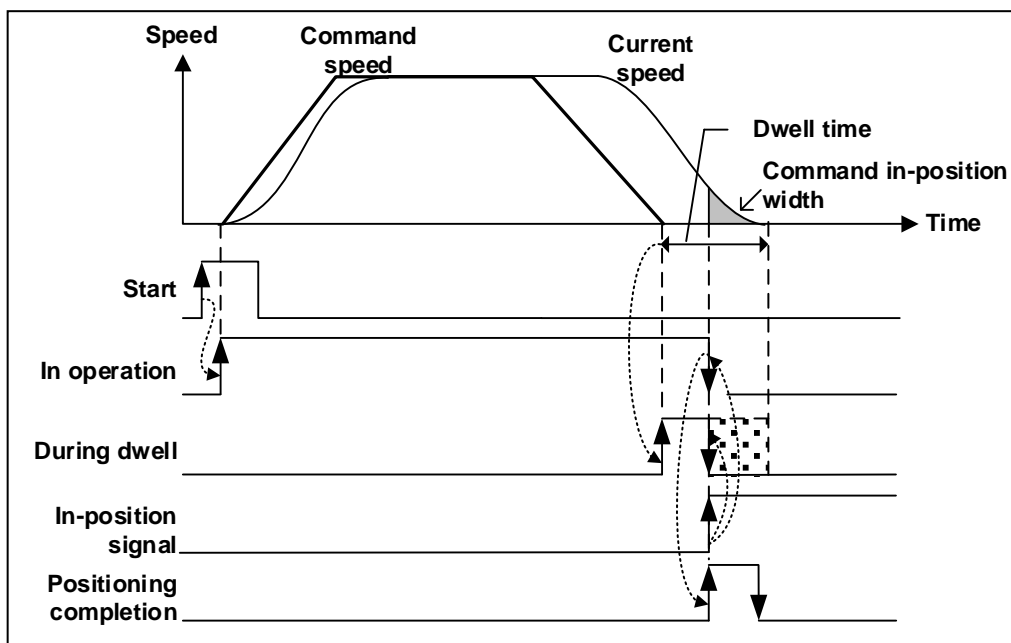 Speed
Command
speed
Current
speed
Dwell time
Command in-position
width
Time
Start
In operation
During dwell
In-position
signal
Positioning
completion